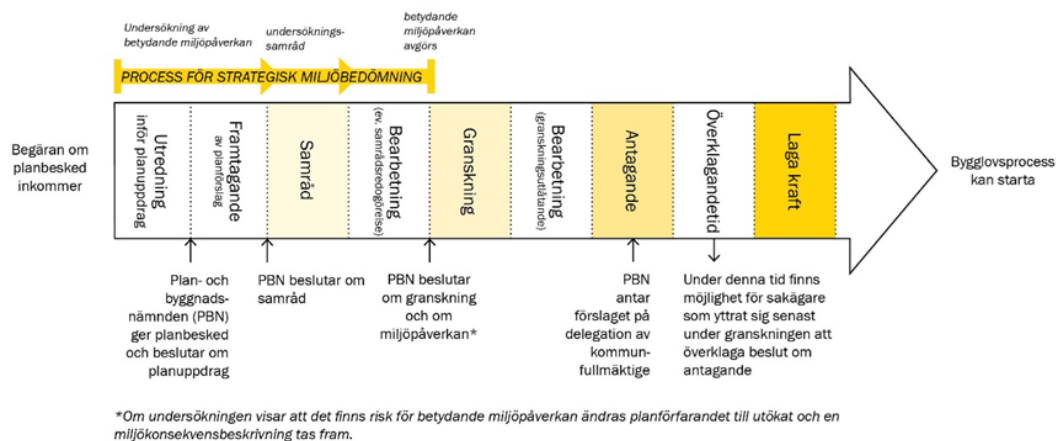 Undersökning av
betydande miljöpåverkan
undersöknings-
samråd
betydande
miljöpåverkan
avgörs
PROCESS FÖR STRATEGISK MILJÖBEDÖMNING
Begäran om
planbesked
inkommer
Utredning
inför planuppdrag
Framtagande
av planförslag
Samråd
Bearbetning
(ev. samrådsredogörelse)
Granskning
Bearbetning
(granskningsutlåtande)
Antagande
Överklagandetid
Laga kraft
Bygglovsprocess
kan starta
Plan- och
byggnads-
nämnden (PBN)
ger planbesked
och beslutar om
planuppdrag
PBN beslutar om
samråd
PBN beslutar
om granskning
och om
miljöpåverkan*
PBN
antar
förslaget på
delegation av
kommun-
fullmäktige
Under denna tid finns
möjlighet för sakägare
som yttrat sig senast
under granskningen att
överklaga beslut om
antagande
*Om undersökningen visar att det finns risk för betydande miljöpåverkan ändras planförfarandet till utökat och en
miljökonsekvensbeskrivning tas fram.